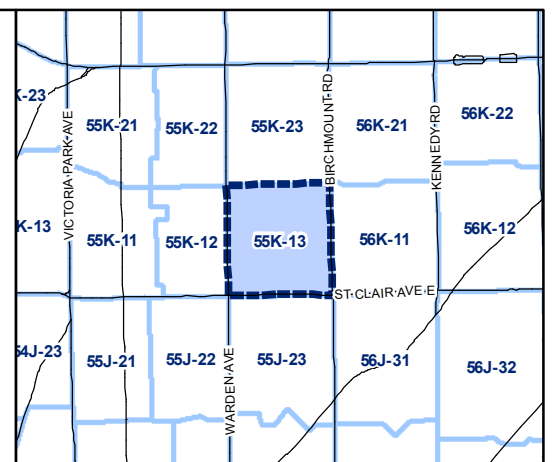 K-23
55K-21
55K-22
55K-23
56K-21
56K-22
VICTORIA PARK AVE
BIRCHMOUNT RD
KENNEDY RD
K-13
55K-11
55K-12
55K-13
56K-11
56K-12
ST CLAIR AVE E
54J-23
55J-21
55J-22
55J-23
56J-31
56J-32
WARDEN AVE